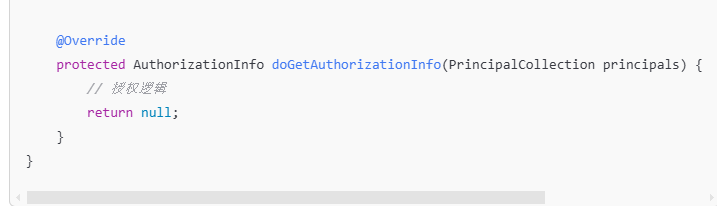 @Override
protected AuthorizationInfo doGetAuthorizationInfo(PrincipalCollection principals) {
// 授权逻辑
return null;
}
}